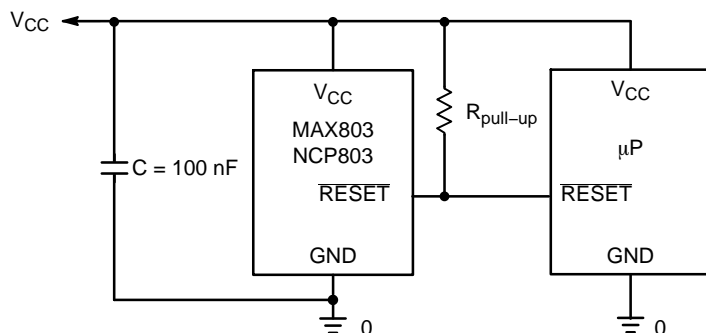 VCC
VCC
MAX803
NCP803
RESET
GND
C = 100 nF
Rpull–up
VCC
μP
RESET
GND
0
0